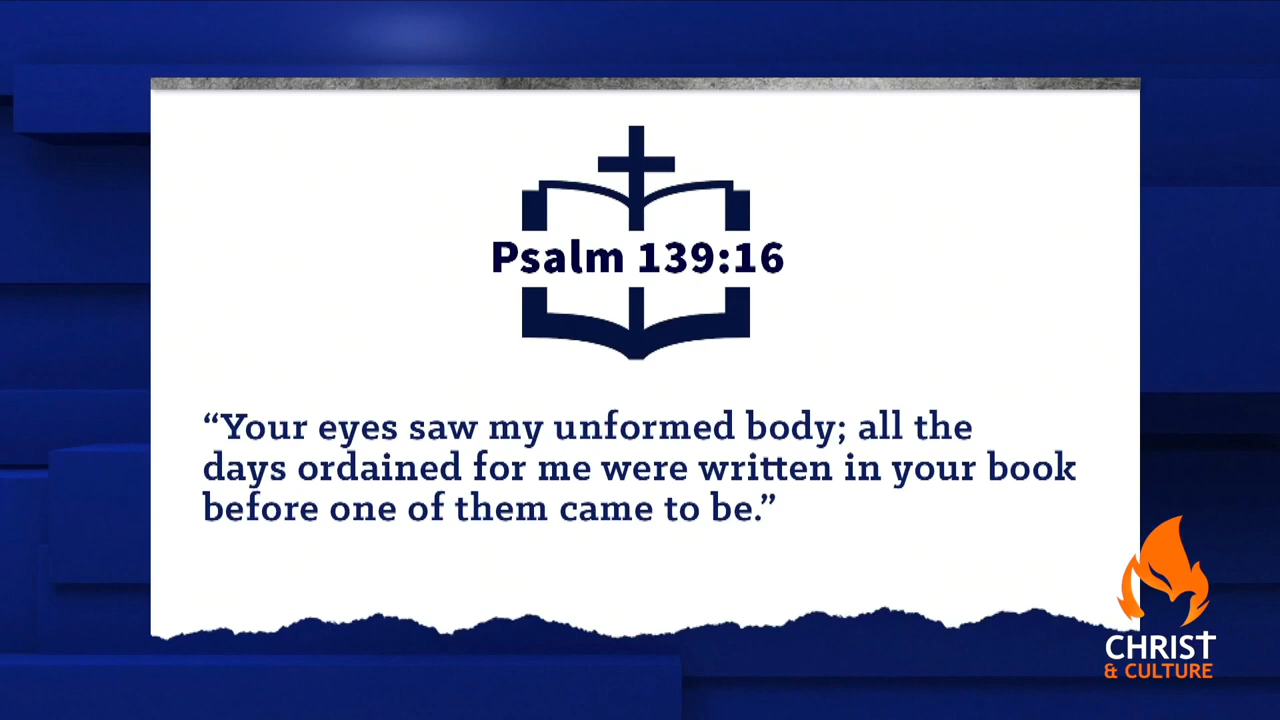 Psalm 139:16
“Your eyes saw my unformed body; all the
days ordained for me were written in your book
before one of them came to be.”
CHRIST
& CULTURE